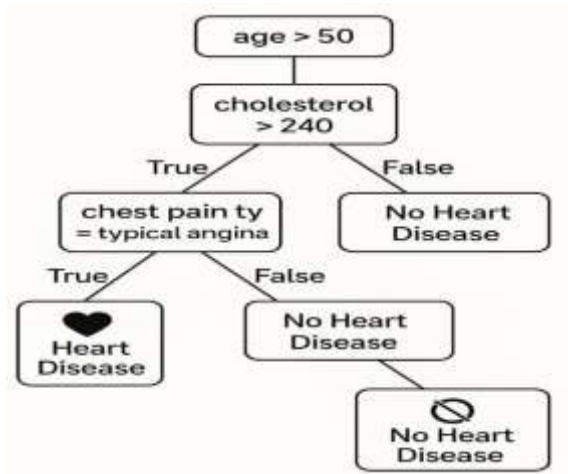 age > 50
cholesterol
> 240
True
False
chest pain ty
= typical angina
No Heart
Disease
True
False
Heart
Disease
No Heart
Disease
No Heart
Disease